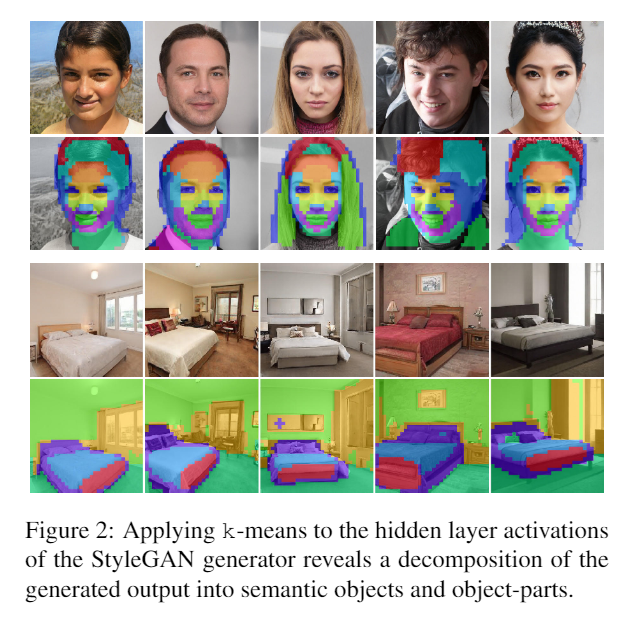 Figure 2: Applying k-means to the hidden layer activations
of the StyleGAN generator reveals a decomposition of the
generated output into semantic objects and object-parts.